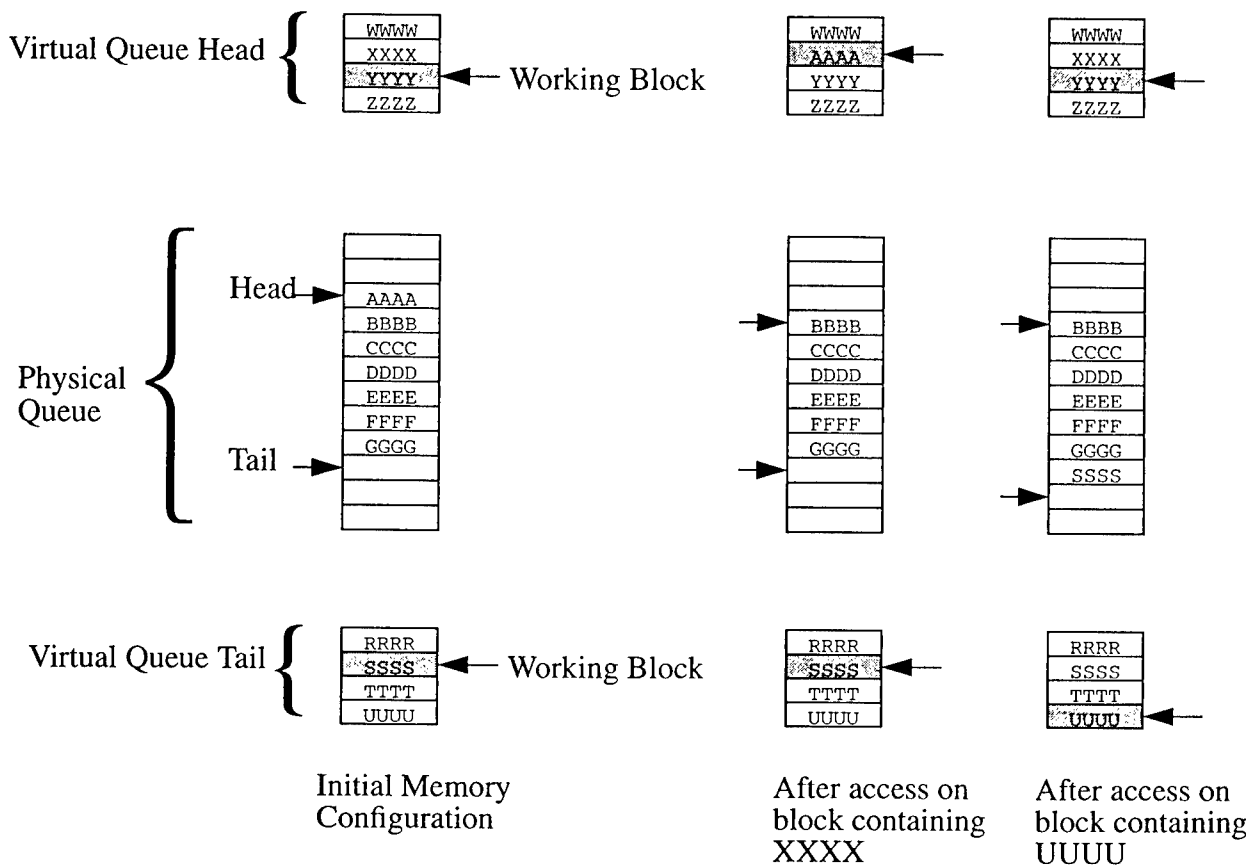 Virtual Queue Head
WWWW
XXXX
YYYY
ZZZZ
Working Block
WWWW
AAAA
YYYY
ZZZZ
WWWW
XXXX
YYYY
ZZZZ
Physical
Queue
Head
Tail
AAAA
BBBB
CCCC
DDDD
EEEE
FFFF
GGGG
BBBB
CCCC
DDDD
EEEE
FFFF
GGGG
BBBB
CCCC
DDDD
EEEE
FFFF
GGGG
SSSS
Virtual Queue Tail
RRRR
SSSS
TTTT
UUUU
Working Block
RRRR
SSSS
TTTT
UUUU
RRRR
SSSS
TTTT
UUUU
Initial Memory
Configuration
After access on
block containing
XXXX
After access on
block containing
UUUU